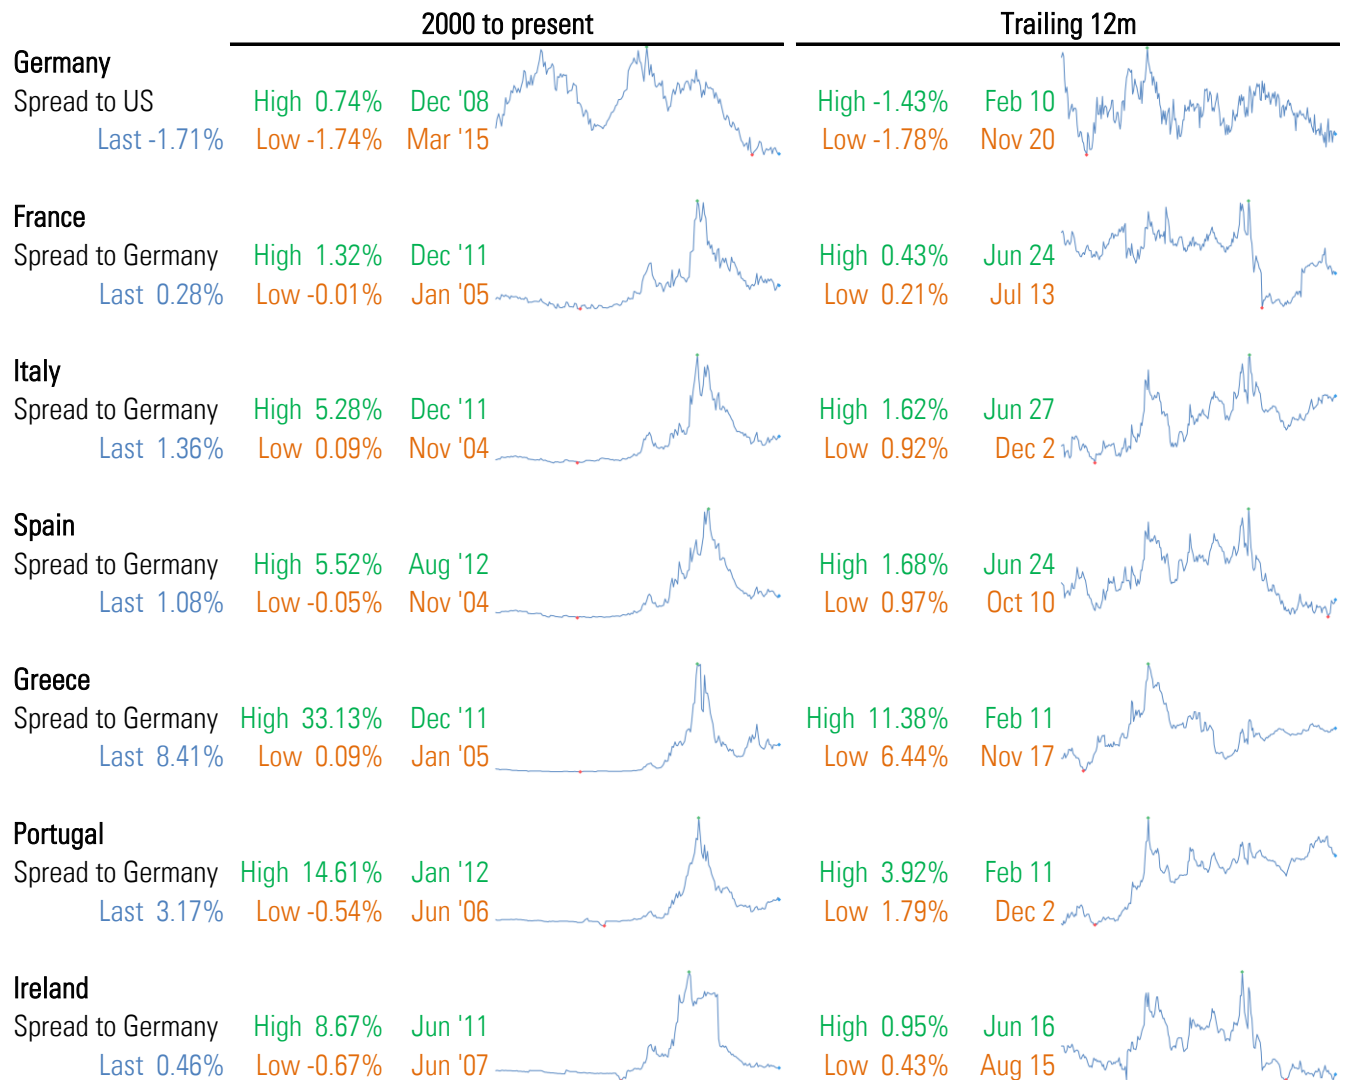 2000 to present Trailing 12m
Germany
Spread to US High 0.74% Dec '08 High -1.43% Feb 10
Last -1.71% Low -1.74% Mar '15 Low -1.78% Nov 20
France
Spread to Germany High 1.32% Dec '11 High 0.43% Jun 24
Last 0.28% Low -0.01% Jan '05 Low 0.21% Jul 13
Italy
Spread to Germany High 5.28% Dec '11 High 1.62% Jun 27
Last 1.36% Low 0.09% Nov '04 Low 0.92% Dec 2
Spain
Spread to Germany High 5.52% Aug '12 High 1.68% Jun 24
Last 1.08% Low -0.05% Nov '04 Low 0.97% Oct 10
Greece
Spread to Germany High 33.13% Dec '11 High 11.38% Feb 11
Last 8.41% Low 0.09% Jan '05 Low 6.44% Nov 17
Portugal
Spread to Germany High 14.61% Jan '12 High 3.92% Feb 11
Last 3.17% Low -0.54% Jun '06 Low 1.79% Dec 2
Ireland
Spread to Germany High 8.67% Jun '11 High 0.95% Jun 16
Last 0.46% Low -0.67% Jun '07 Low 0.43% Aug 15